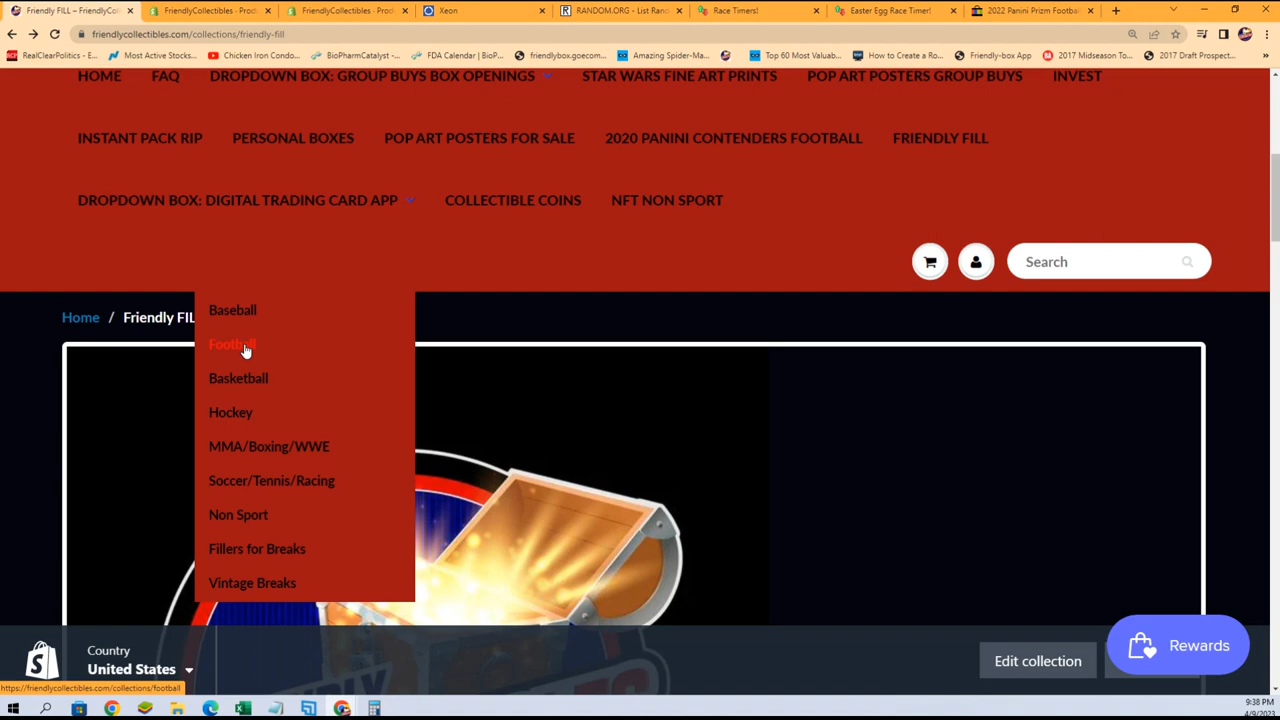 Friendly FILL – FriendlyCol
FriendlyCollectibles - Prod
FriendlyCollectibles · Prod
Xeon
RANDOM.ORG - List Rand
Race Timers!
Easter Egg Race Timer!
2022 Panini Prizm Footbal
friendlycollectibles.com/collections/friendly-fill
RealClearPolitics - E...
Most Active Stocks...
Chicken Iron Condo...
BioPharmCatalyst -...
FDA Calendar | BioP...
friendlybox.goecom...
Amazing Spider-Ma...
Top 60 Most Valuab...
How to Create a Ro...
Friendly-box App
2017 Midseason To...
2017 Draft Prospect...
HOME FAQ DROPDOWN BOX: GROUP BUYS BOX OPENINGS STAR WARS FINE ART PRINTS POP ART POSTERS GROUP BUYS INVEST
INSTANT PACK RIP PERSONAL BOXES POP ART POSTERS FOR SALE 2020 PANINI CONTENDERS FOOTBALL FRIENDLY FILL
DROPDOWN BOX: DIGITAL TRADING CARD APP COLLECTIBLE COINS NFT NON SPORT
Search
Home / Friendly FIL
Baseball
Football
Basketball
Hockey
MMA/Boxing/WWE
Soccer/Tennis/Racing
Non Sport
Fillers for Breaks
Vintage Breaks
Country
United States
Edit collection
Rewards
https://friendlycollectibles.com/collections/football
9:38 PM
4/9/2023